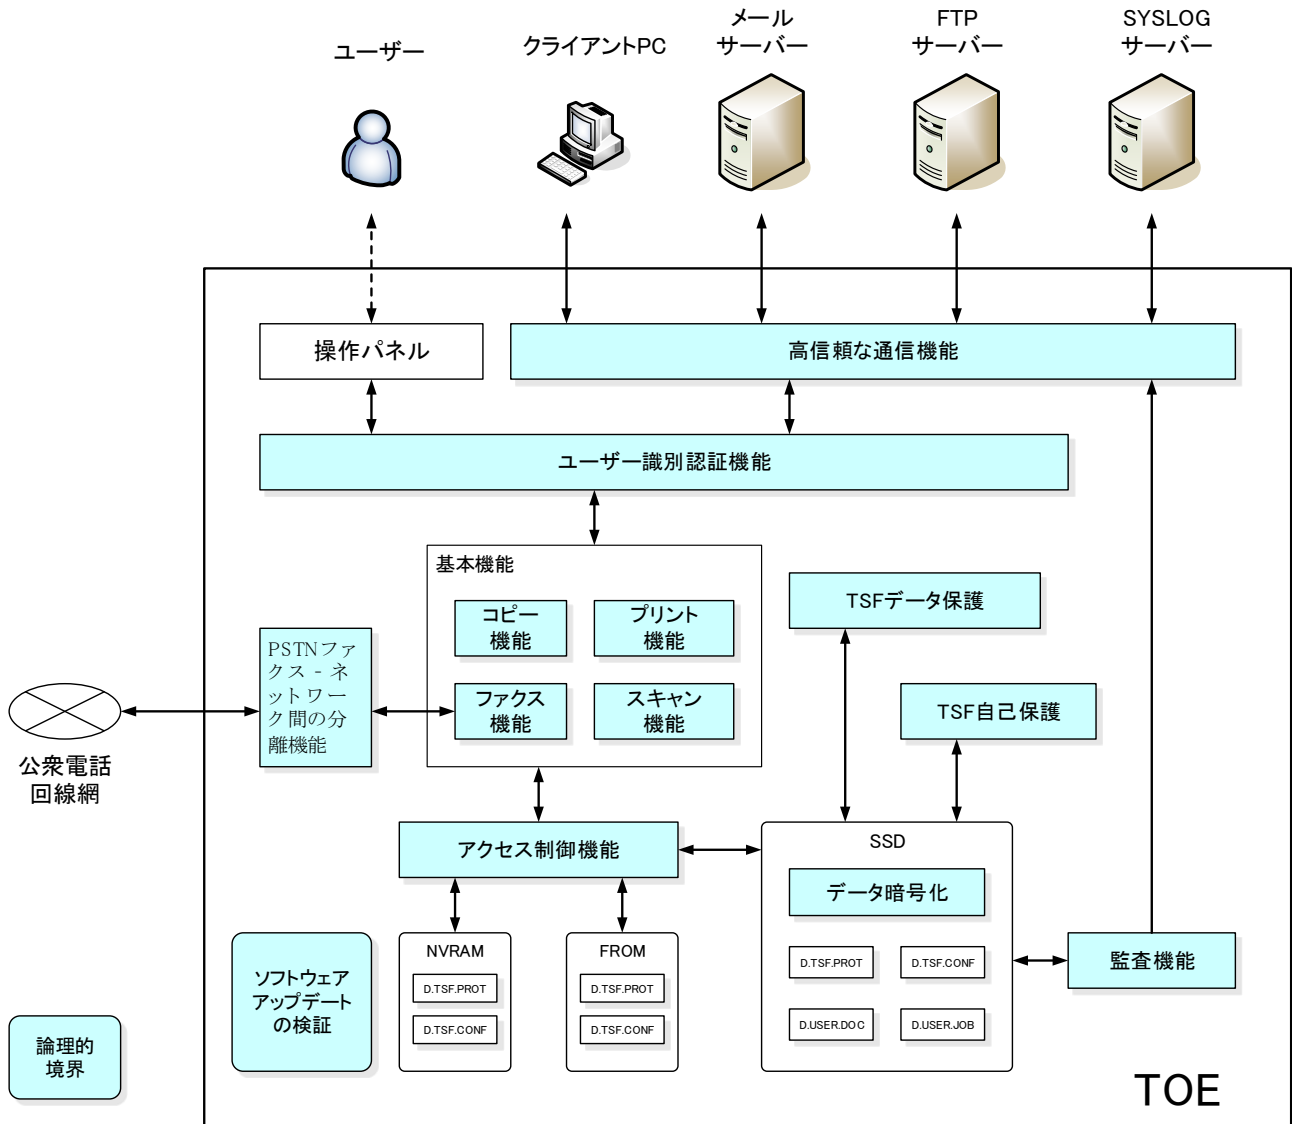 ユーザー
クライアントPC
メール
サーバー
FTP
サーバー
SYSLOG
サーバー
操作パネル
高信頼な通信機能
ユーザー識別認証機能
基本機能
コピー
機能
プリント
機能
ファクス
機能
スキャン
機能
TSFデータ保護
TSF自己保護
PSTNファ
クス - ネ
ットワー
ク間の分
離機能
公衆電話
回線網
アクセス制御機能
SSD
データ暗号化
D.TSF.PROT
D.TSF.CONF
D.USER.DOC
D.USER.JOB
監査機能
NVRAM
D.TSF.PROT
D.TSF.CONF
FROM
D.TSF.PROT
D.TSF.CONF
ソフトウェア
アップデート
の検証
論理的
境界
TOE